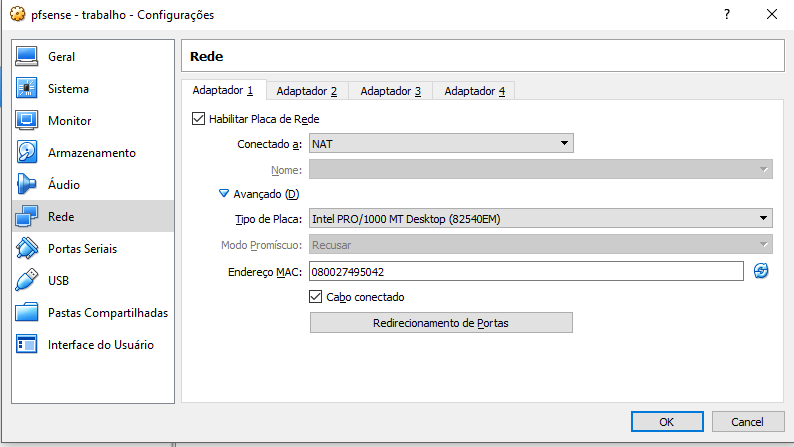 pfsense - trabalho - Configurações
?
Geral
Sistema
Monitor
Armazenamento
Áudio
Rede
Portas Seriais
USB
Pastas Compartilhadas
Interface do Usuário
Rede
Adaptador 1 Adaptador 2 Adaptador 3 Adaptador 4
Habilitar Placa de Rede
Conectado a: NAT
Nome:
Avançado (D)
Tipo de Placa: Intel PRO/1000 MT Desktop (82540EM)
Modo Promíscuo: Recusar
Endereço MAC: 080027495042
Cabo conectado
Redirecionamento de Portas
OK Cancel